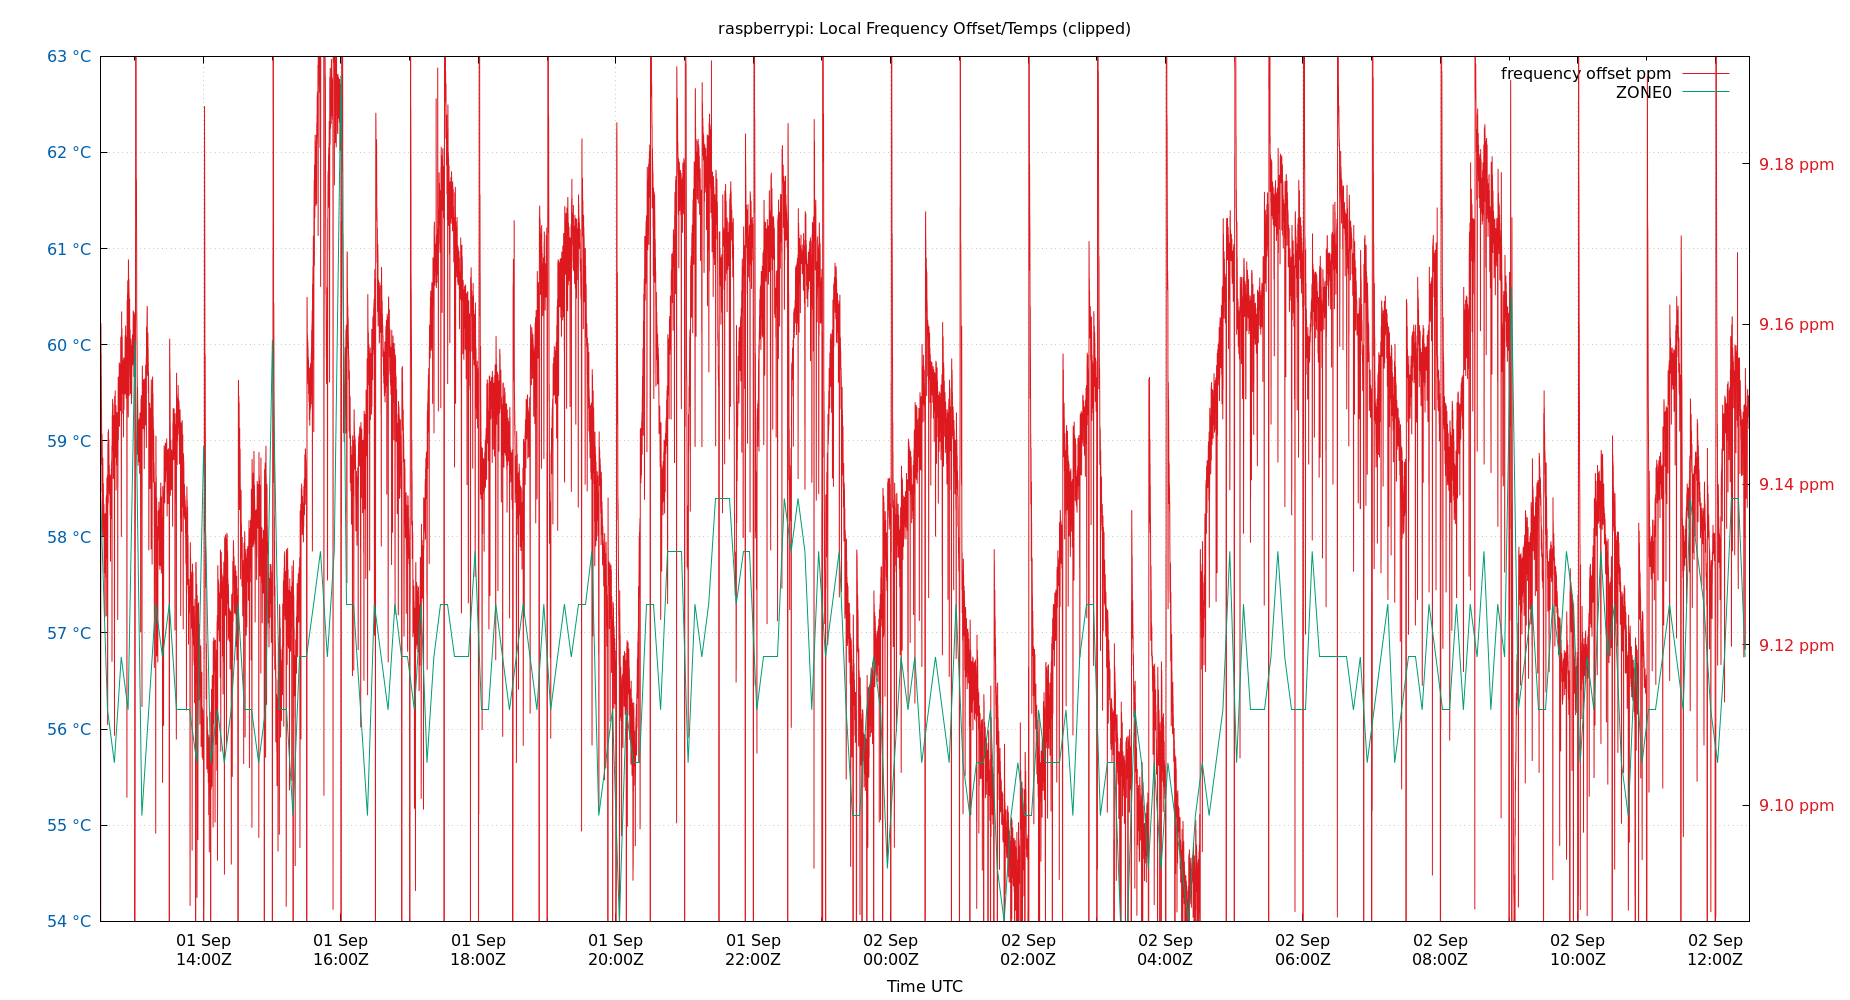 raspberrypi: Local Frequency Offset/Temps (clipped)
63 °C
62 °C
61 °C
60 °C
59 °C
58 °C
57 °C
56 °C
55 °C
54 °C
frequency offset ppm
ZONE0
9.18 ppm
9.16 ppm
9.14 ppm
9.12 ppm
9.10 ppm
01 Sep 01 Sep 01 Sep 01 Sep 01 Sep 02 Sep 02 Sep 02 Sep 02 Sep 02 Sep 02 Sep 02 Sep
14:00Z 16:00Z 18:00Z 20:00Z 22:00Z 00:00Z 02:00Z 04:00Z 06:00Z 08:00Z 10:00Z 12:00Z
Time UTC